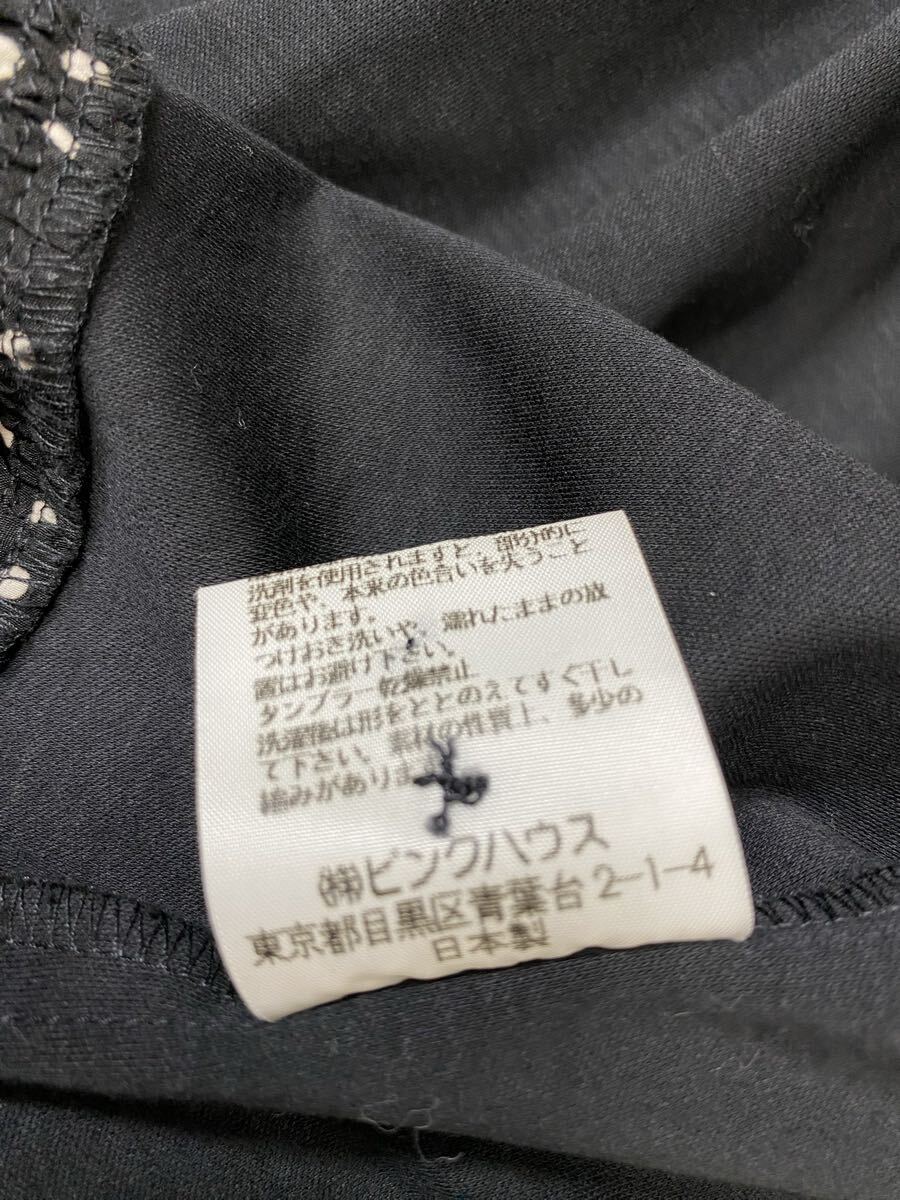 洗剤を使用されますと、部分的に
変色や、本来の色合いを失うこと
があります。
つけおき洗いや、濡れたままの放
置はお避け下さい。
タンブラー乾燥禁止
洗濯後は形をととのえてすぐ干し
て下さい。素材の性質上、多少の
縮みがありま
㈱ピンクハウス
東京都目黒区青葉台2-1-4
日本製